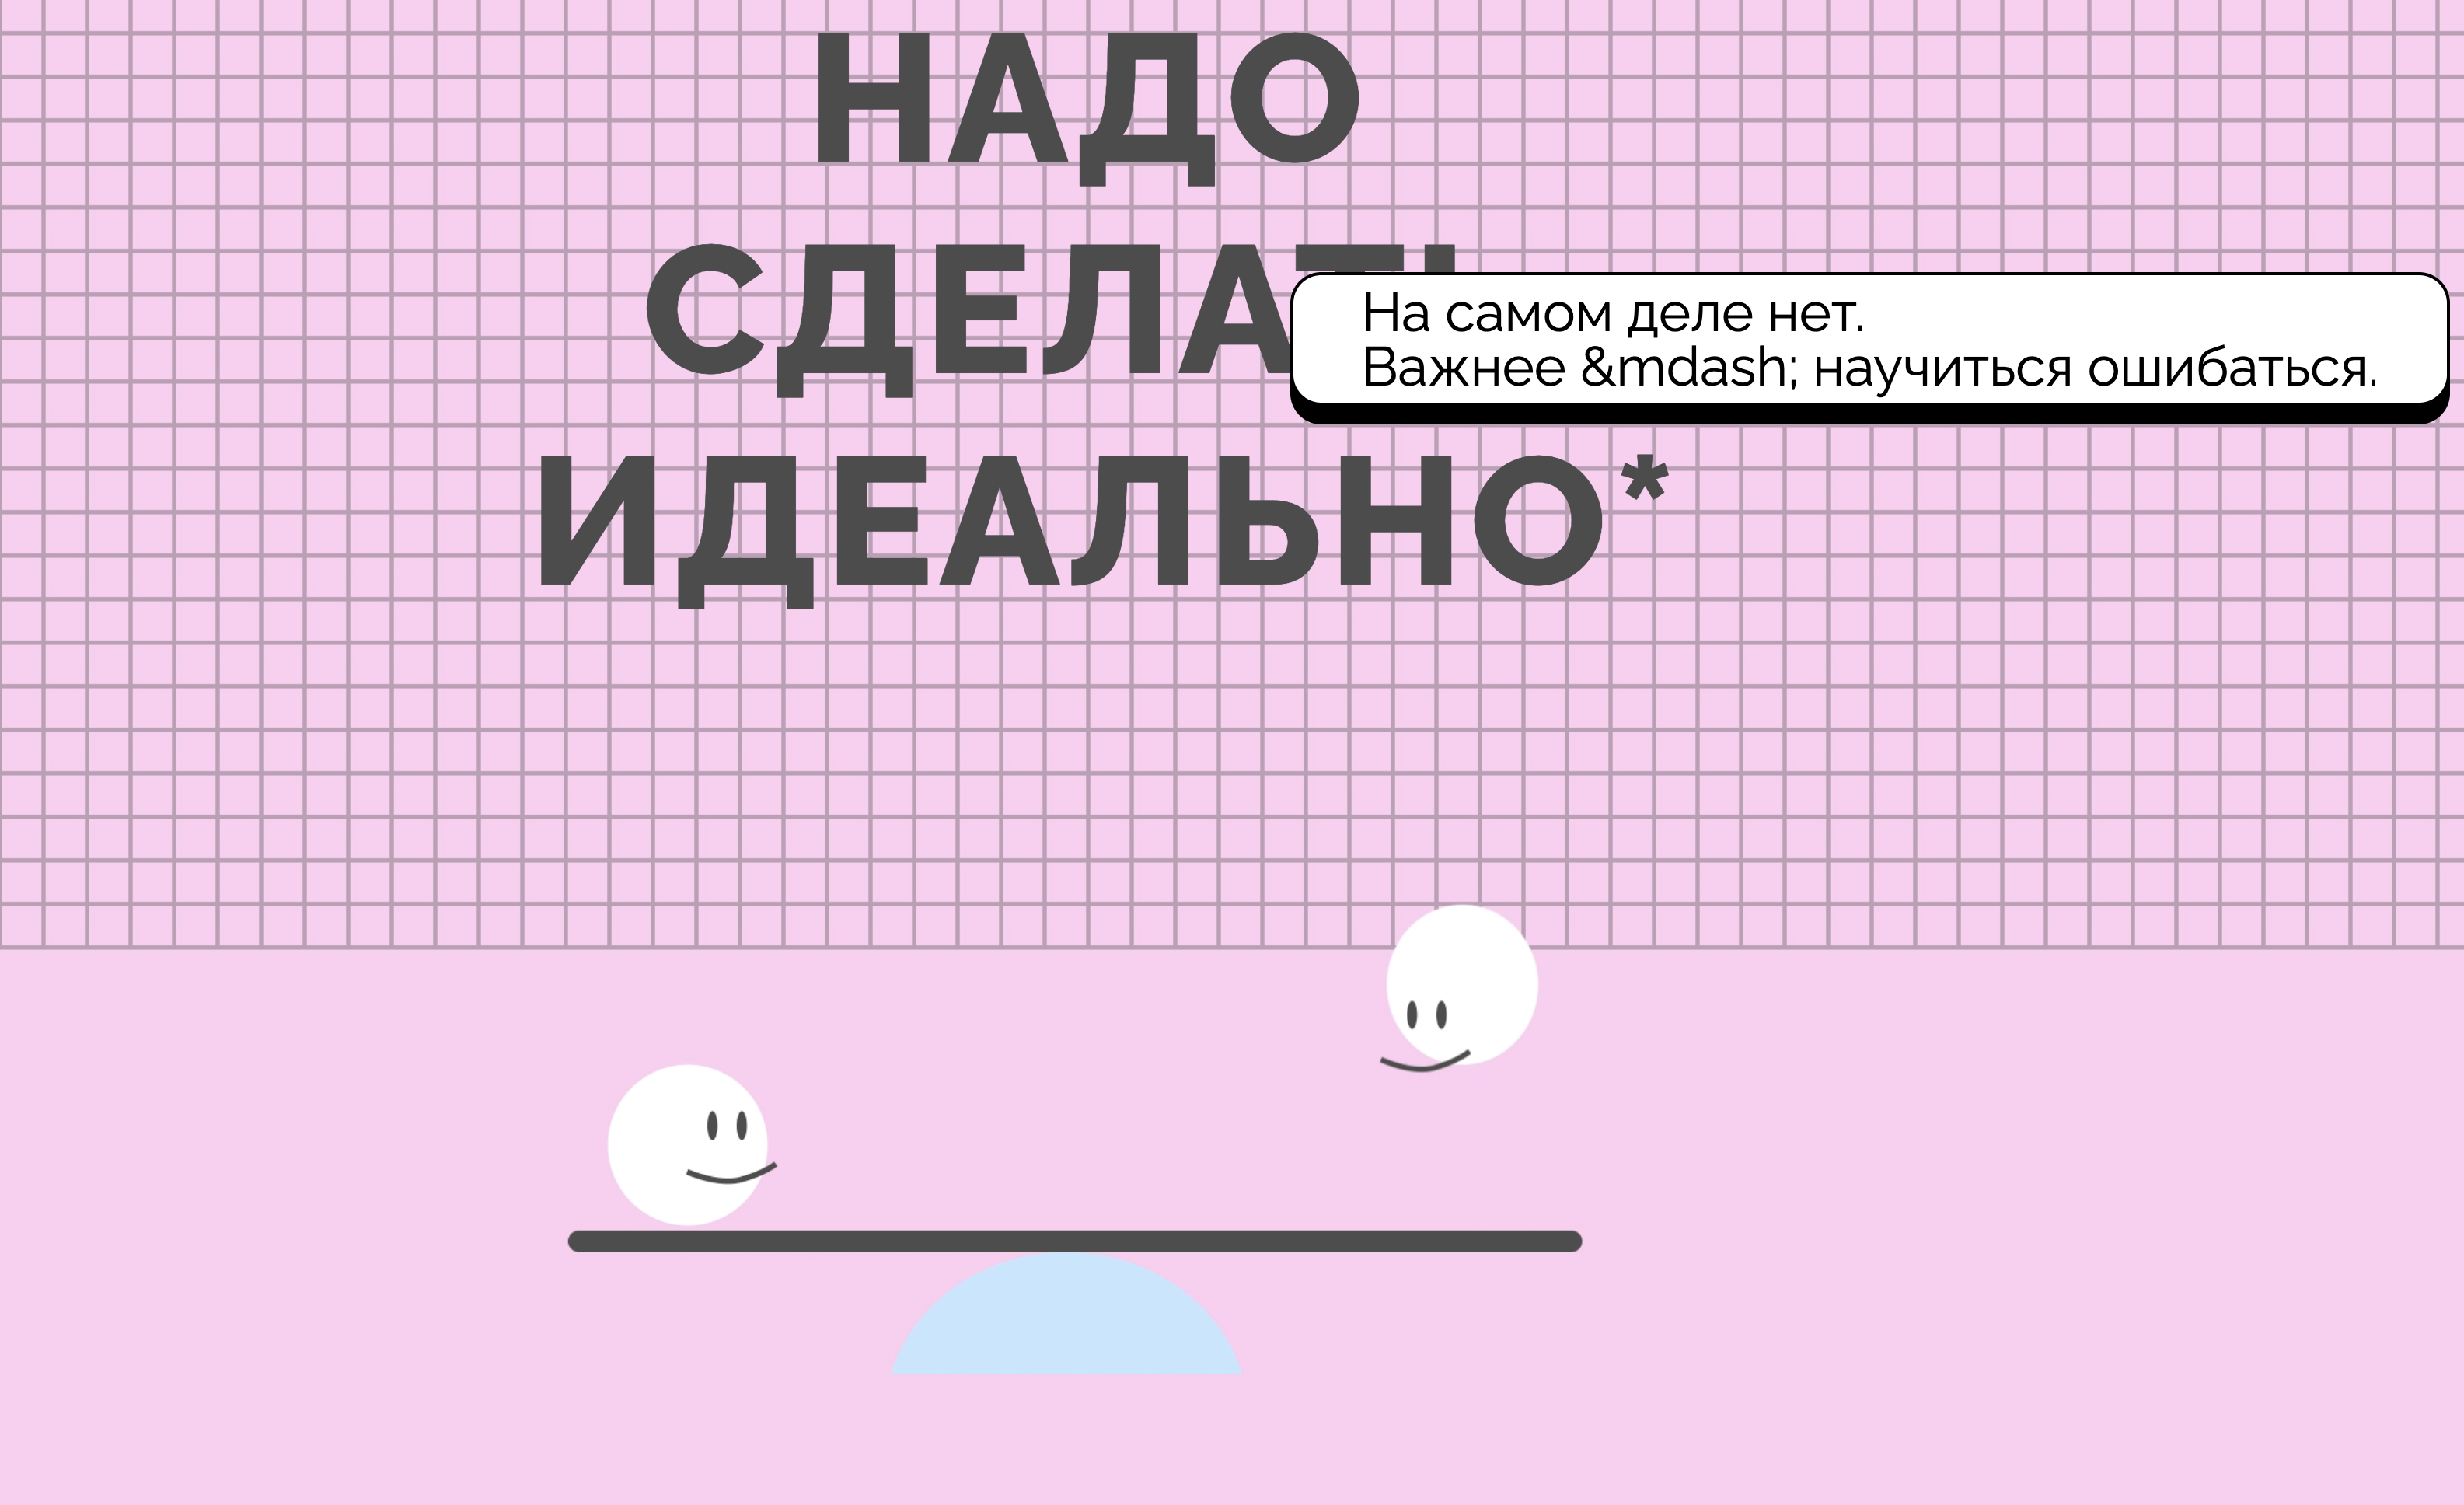 НАДО
СДЕЛАТЬ
На самом деле нет.
Важнее &mdash; научиться ошибаться.
ИДЕАЛЬНО*